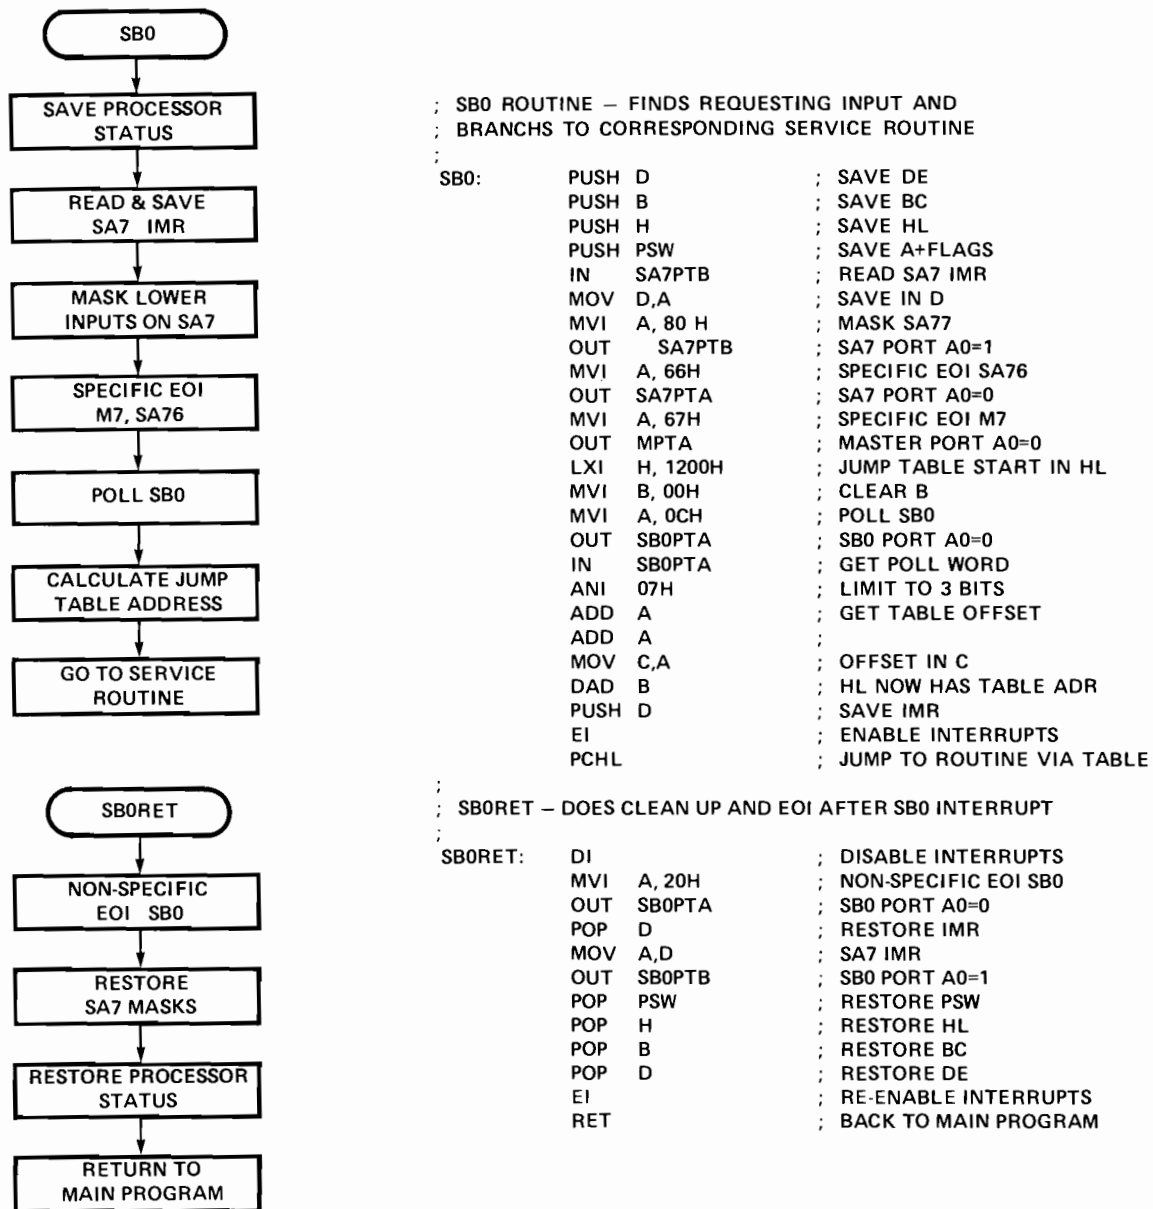 SB0
SAVE PROCESSOR
STATUS
READ & SAVE
SA7 IMR
MASK LOWER
INPUTS ON SA7
SPECIFIC EOI
M7, SA76
POLL SB0
CALCULATE JUMP
TABLE ADDRESS
GO TO SERVICE
ROUTINE
; SB0 ROUTINE – FINDS REQUESTING INPUT AND
; BRANCHS TO CORRESPONDING SERVICE ROUTINE
;
SB0: PUSH D ; SAVE DE
PUSH B ; SAVE BC
PUSH H ; SAVE HL
PUSH PSW ; SAVE A+FLAGS
IN SA7PTB ; READ SA7 IMR
MOV D,A ; SAVE IN D
MVI A, 80 H ; MASK SA77
OUT SA7PTB ; SA7 PORT A0=1
MVI A, 66H ; SPECIFIC EOI SA76
OUT SA7PTA ; SA7 PORT A0=0
MVI A, 67H ; SPECIFIC EOI M7
OUT MPTA ; MASTER PORT A0=0
LXI H, 1200H ; JUMP TABLE START IN HL
MVI B, 00H ; CLEAR B
MVI A, 0CH ; POLL SB0
OUT SB0PTA ; SB0 PORT A0=0
IN SB0PTA ; GET POLL WORD
ANI 07H ; LIMIT TO 3 BITS
ADD A ; GET TABLE OFFSET
ADD A ;
MOV C,A ; OFFSET IN C
DAD B ; HL NOW HAS TABLE ADR
PUSH D ; SAVE IMR
EI ; ENABLE INTERRUPTS
PCHL ; JUMP TO ROUTINE VIA TABLE
SB0RET
NON-SPECIFIC
EOI SB0
RESTORE
SA7 MASKS
RESTORE PROCESSOR
STATUS
RETURN TO
MAIN PROGRAM
;
; SB0RET – DOES CLEAN UP AND EOI AFTER SB0 INTERRUPT
;
SB0RET: DI ; DISABLE INTERRUPTS
MVI A, 20H ; NON-SPECIFIC EOI SB0
OUT SB0PTA ; SB0 PORT A0=0
POP D ; RESTORE IMR
MOV A,D ; SA7 IMR
OUT SB0PTB ; SB0 PORT A0=1
POP PSW ; RESTORE PSW
POP H ; RESTORE HL
POP B ; RESTORE BC
POP D ; RESTORE DE
EI ; RE-ENABLE INTERRUPTS
RET ; BACK TO MAIN PROGRAM